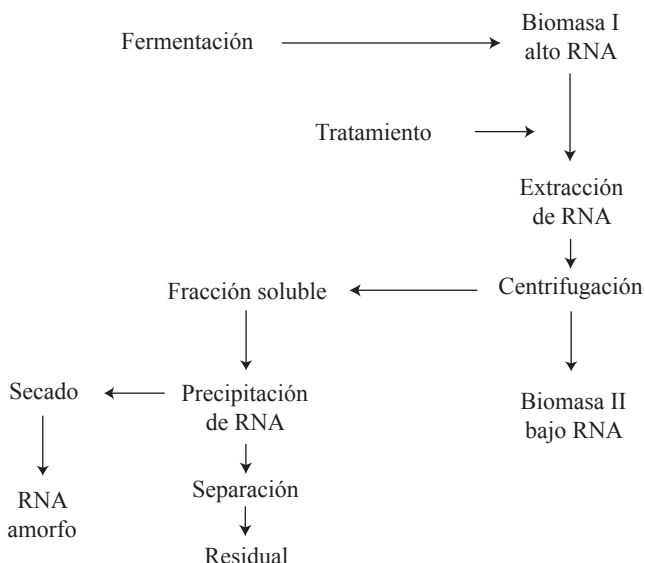 Fermentación
Biomasa I
alto RNA
Tratamiento
Extracción
de RNA
Centrifugación
Fracción soluble
Secado
Precipitación
de RNA
Biomasa II
bajo RNA
RNA
amorfo
Separación
Residual